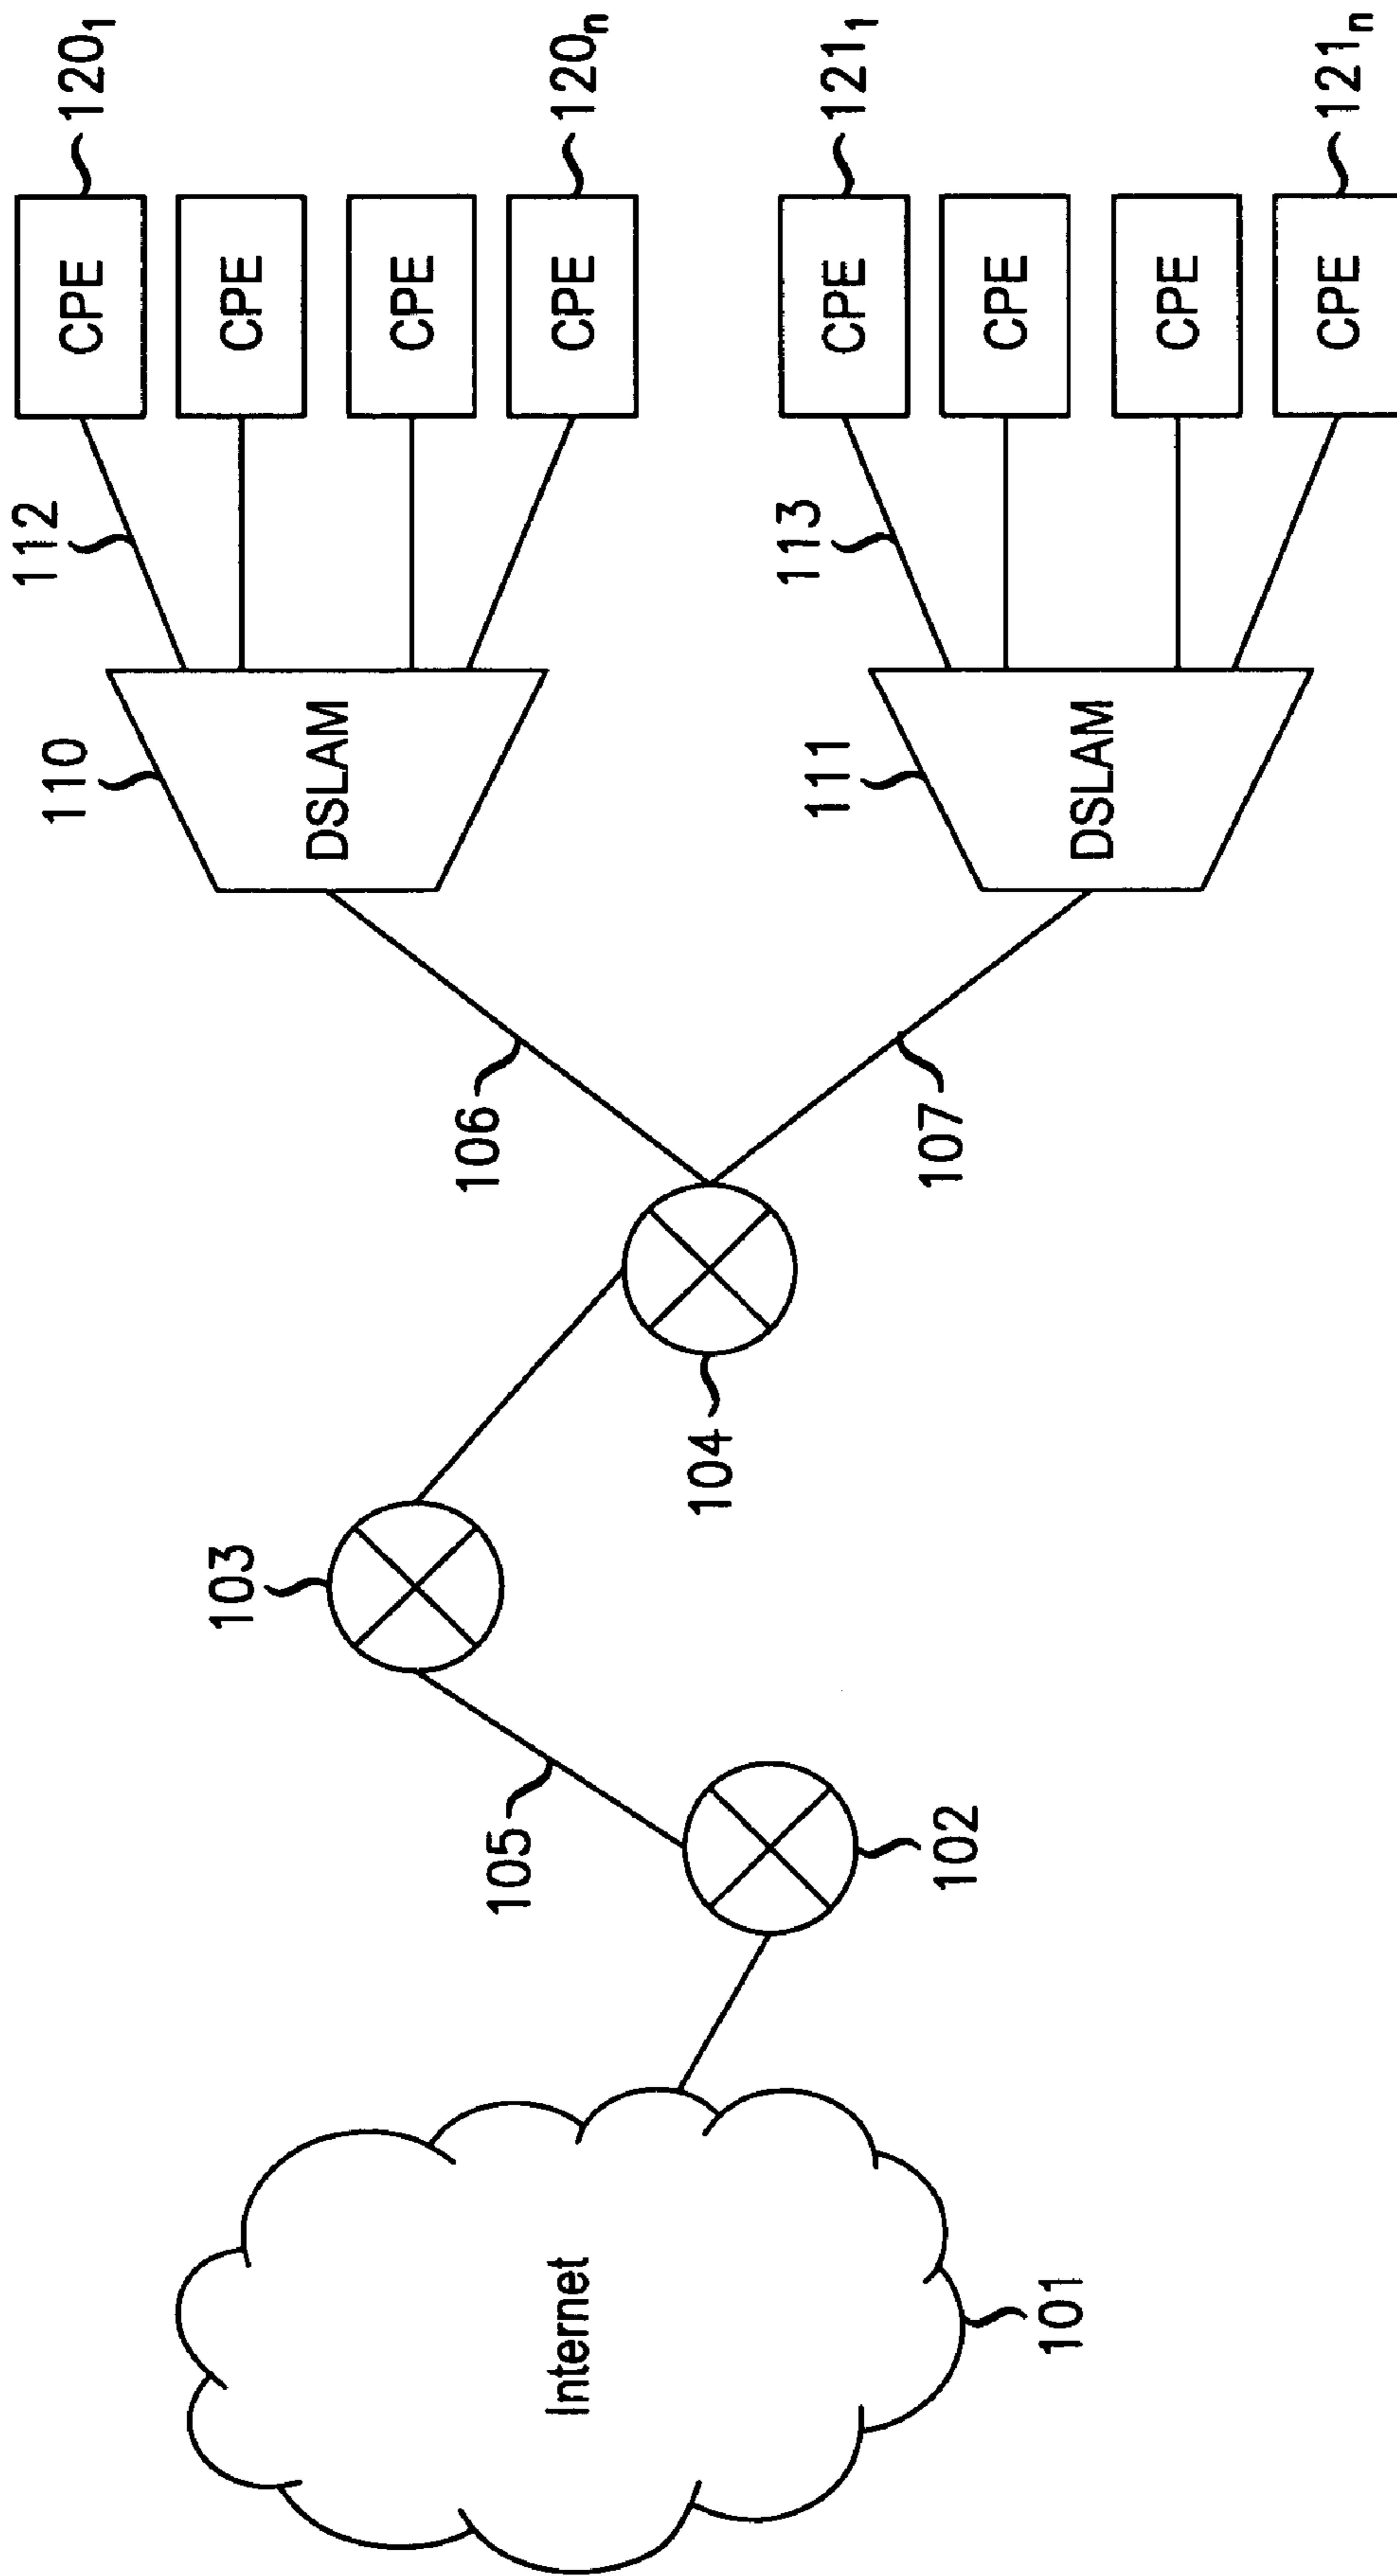 Internet
101
102
103
104
105
106
107
110
DSLAM
111
DSLAM
112
113
CPE
CPE
CPE
CPE
120₁
120ₙ
CPE
CPE
CPE
CPE
121₁
121ₙ